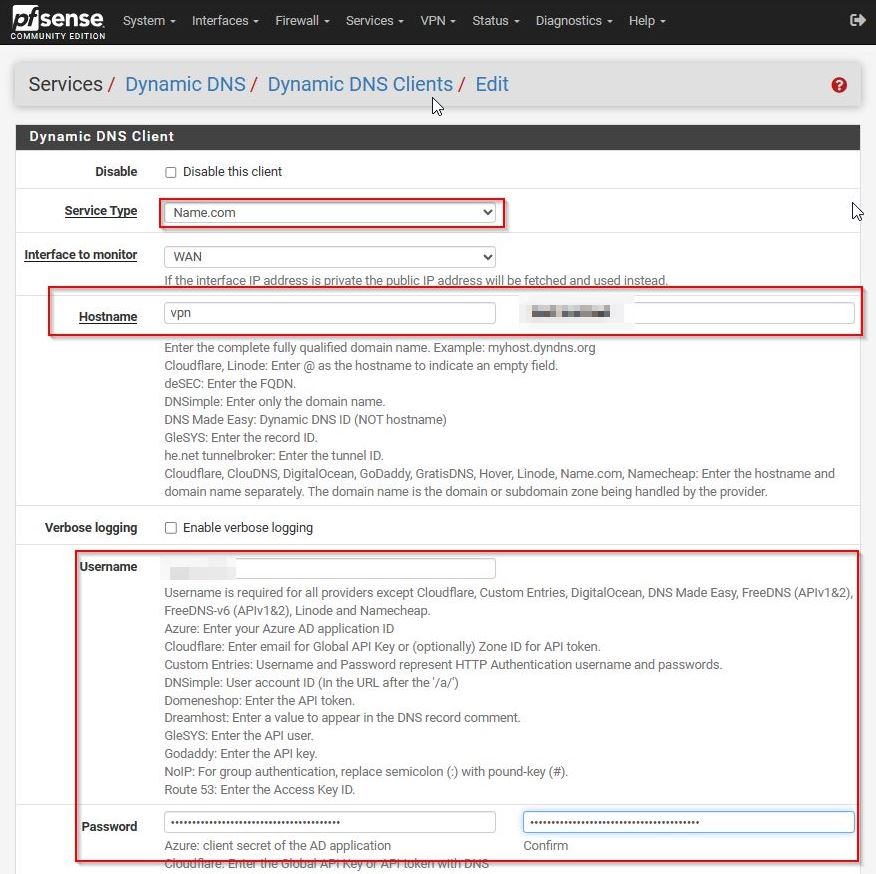 pfsense
COMMUNITY EDITION
System Interfaces Firewall Services VPN Status Diagnostics Help
Services / Dynamic DNS / Dynamic DNS Clients / Edit
?
Dynamic DNS Client
Disable
Disable this client
Service Type
Name.com
Interface to monitor
WAN
If the interface IP address is private the public IP address will be fetched and used instead.
Hostname
vpn
Enter the complete fully qualified domain name. Example: myhost.dyndns.org
Cloudflare, Linode: Enter @ as the hostname to indicate an empty field.
deSEC: Enter the FQDN.
DNSimple: Enter only the domain name.
DNS Made Easy: Dynamic DNS ID (NOT hostname)
GleSYS: Enter the record ID.
he.net tunnelbroker: Enter the tunnel ID.
Cloudflare, ClouDNS, DigitalOcean, GoDaddy, GratisDNS, Hover, Linode, Name.com, Namecheap: Enter the hostname and
domain name separately. The domain name is the domain or subdomain zone being handled by the provider.
Verbose logging
Enable verbose logging
Username
Username is required for all providers except Cloudflare, Custom Entries, DigitalOcean, DNS Made Easy, FreeDNS (APIv1&2),
FreeDNS-v6 (APIv1&2), Linode and Namecheap.
Azure: Enter your Azure AD application ID
Cloudflare: Enter email for Global API Key or (optionally) Zone ID for API token.
Custom Entries: Username and Password represent HTTP Authentication username and passwords.
DNSimple: User account ID (In the URL after the '/a/')
Domeneshop: Enter the API token.
Dreamhost: Enter a value to appear in the DNS record comment.
GleSYS: Enter the API user.
Godaddy: Enter the API key.
NoIP: For group authentication, replace semicolon (:) with pound-key (#).
Route 53: Enter the Access Key ID.
Password
Azure: client secret of the AD application
Confirm
Cloudflare: Enter the Global API Key or API token with DNS